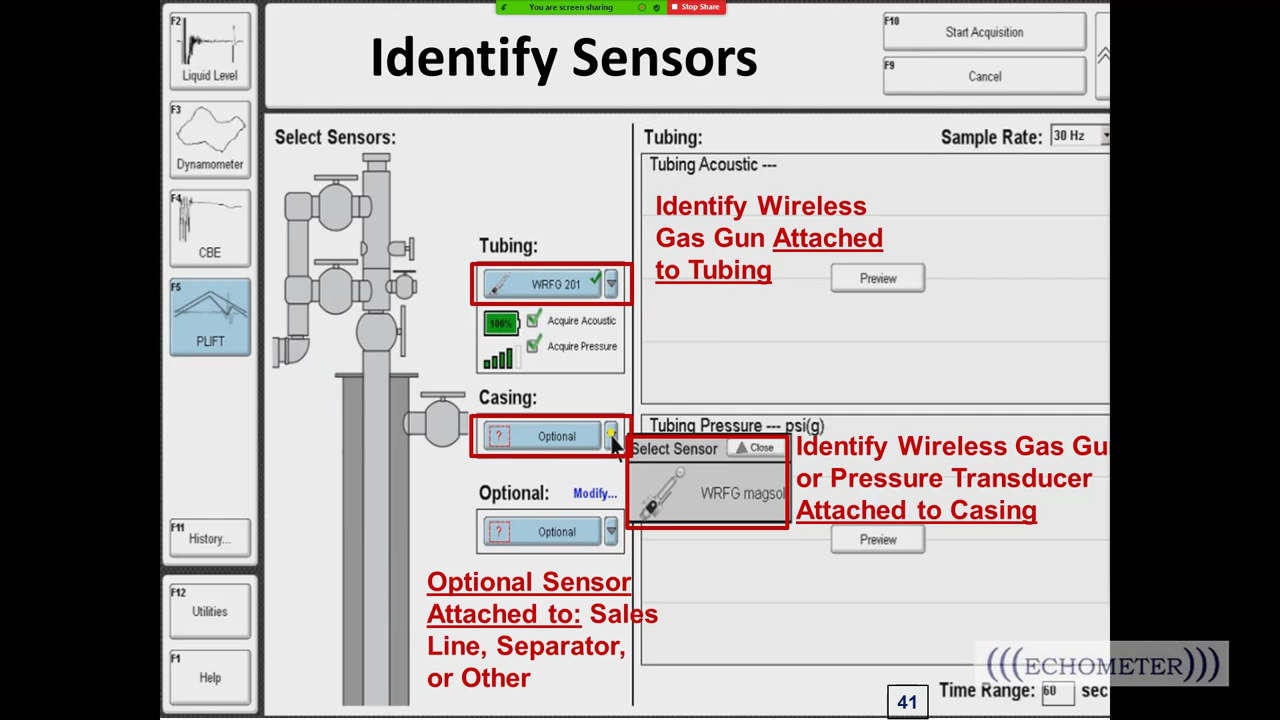 You are screen sharing
Stop Share
Identify Sensors
F10
Start Acquisition
F9
Cancel
F2
Liquid Level
F3
Dynamometer
F4
CBE
F5
PLIFT
F11
History...
F12
Utilities
F1
Help
Select Sensors:
Tubing:
WRFG 201
100%
Acquire Acoustic
Acquire Pressure
Casing:
? Optional
Optional: Modify...
? Optional
Optional Sensor
Attached to: Sales
Line, Separator,
or Other
Tubing:
Sample Rate: 30 Hz
Tubing Acoustic ---
Identify Wireless
Gas Gun Attached
to Tubing
Preview
Tubing Pressure --- psi(g)
Select Sensor
Close
WRFG magsol
Identify Wireless Gas Gu
or Pressure Transducer
Attached to Casing
Preview
(((ECHOMETER)))
41
Time Range: 60 sec